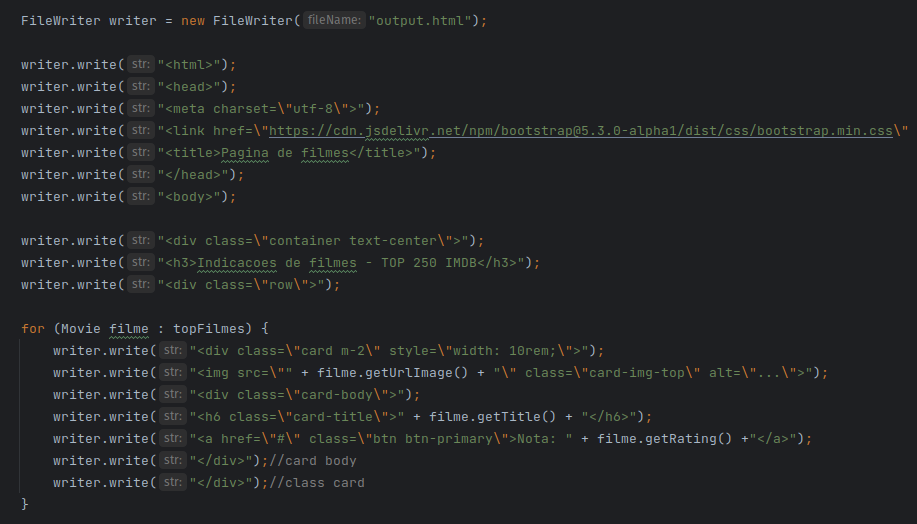 FileWriter writer = new FileWriter( fileName: "output.html");
writer.write( str: "<html>");
writer.write( str: "<head>");
writer.write( str: "<meta charset=\"utf-8\">");
writer.write( str: "<link href=\"https://cdn.jsdelivr.net/npm/bootstrap@5.3.0-alpha1/dist/css/bootstrap.min.css\"
writer.write( str: "<title>Pagina de filmes</title>");
writer.write( str: "</head>");
writer.write( str: "<body>");
writer.write( str: "<div class=\"container text-center\">");
writer.write( str: "<h3>Indicacoes de filmes - TOP 250 IMDB</h3>");
writer.write( str: "<div class=\"row\">");
for (Movie filme : topFilmes) {
writer.write( str: "<div class=\"card m-2\" style=\"width: 10rem;\">");
writer.write( str: "<img src=\"" + filme.getUrlImage() + "\" class=\"card-img-top\" alt=\"...\">");
writer.write( str: "<div class=\"card-body\">");
writer.write( str: "<h6 class=\"card-title\">" + filme.getTitle() + "</h6>");
writer.write( str: "<a href=\"#\" class=\"btn btn-primary\">Nota: " + filme.getRating() +"</a>");
writer.write( str: "</div>");//card body
writer.write( str: "</div>");//class card
}